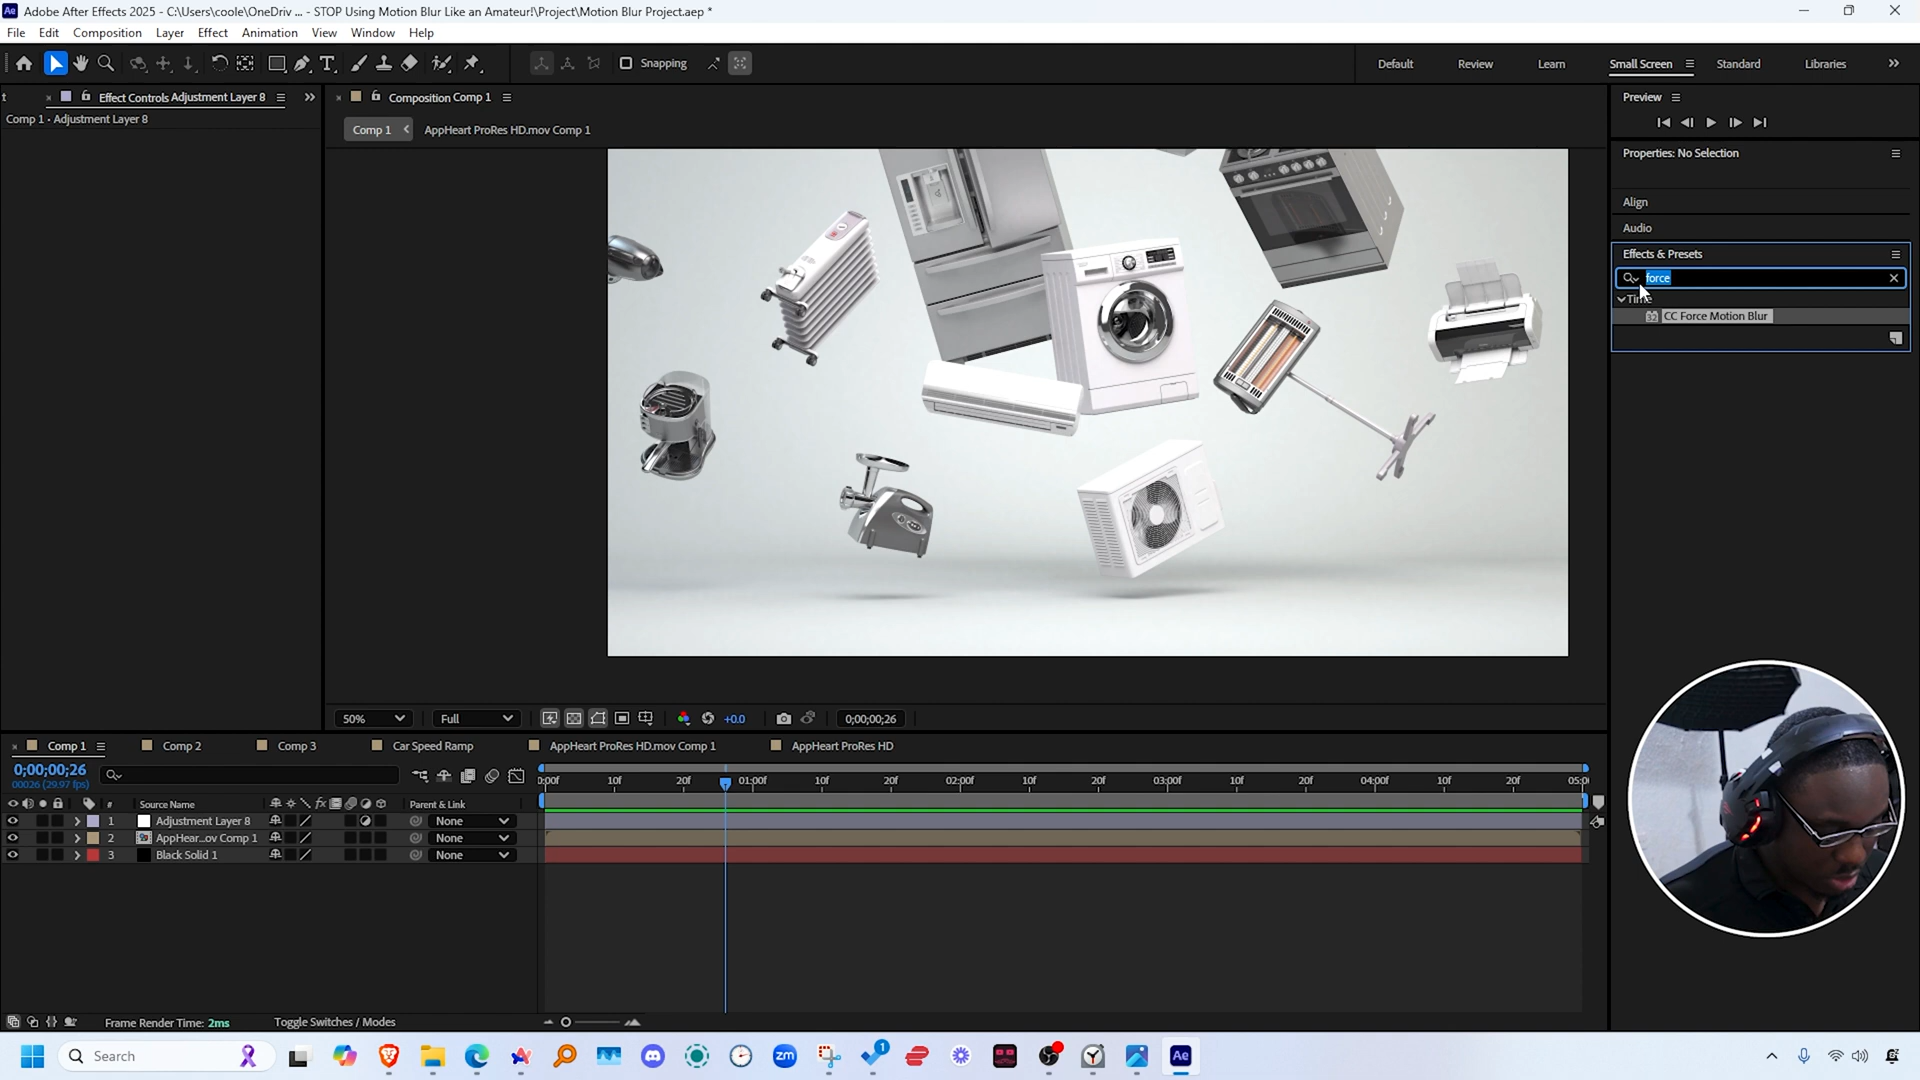 Adobe After Effects 2025 - C:\Users\coole\OneDriv ... - STOP Using Motion Blur Like an Amateur!\Project\Motion Blur Project.aep *
File Edit Composition Layer Effect Animation View Window Help
Snapping
Default Review Learn Small Screen Standard Libraries
t Effect Controls Adjustment Layer 8
Comp 1 • Adjustment Layer 8
Composition Comp 1
Comp 1 AppHeart ProRes HD.mov Comp 1
Preview
Properties: No Selection
Align
Audio
Effects & Presets
force
Time
32 CC Force Motion Blur
50% Full +0.0 0;00;00;26
Comp 1 Comp 2 Comp 3 Car Speed Ramp AppHeart ProRes HD.mov Comp 1 AppHeart ProRes HD
0;00;00;26
00026 (29.97 fps)
0:00f 10f 20f 01:00f 10f 20f 02:00f 10f 20f 03:00f 10f 20f 04:00f 10f 20f 05:0
# Source Name fx Parent & Link
1 Adjustment Layer 8 None
2 AppHear...ov Comp 1 None
3 Black Solid 1 None
Frame Render Time: 2ms Toggle Switches / Modes
Search zm 1 Ae